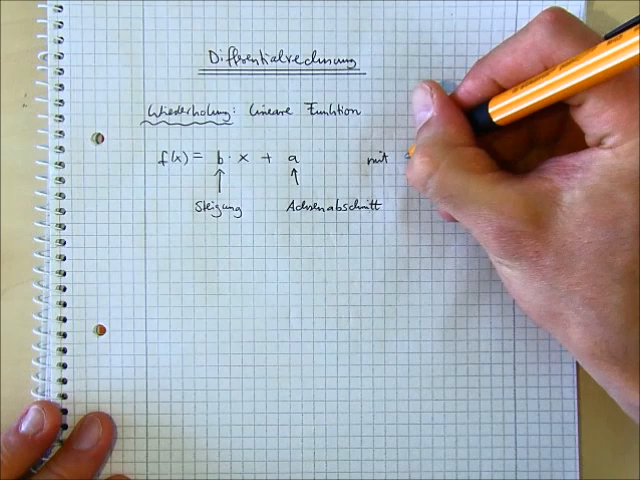 Differentialrechnung
Wiederholung: Lineare Funktion
f(x) = b · x + a mit
Steigung Achsenabschnitt